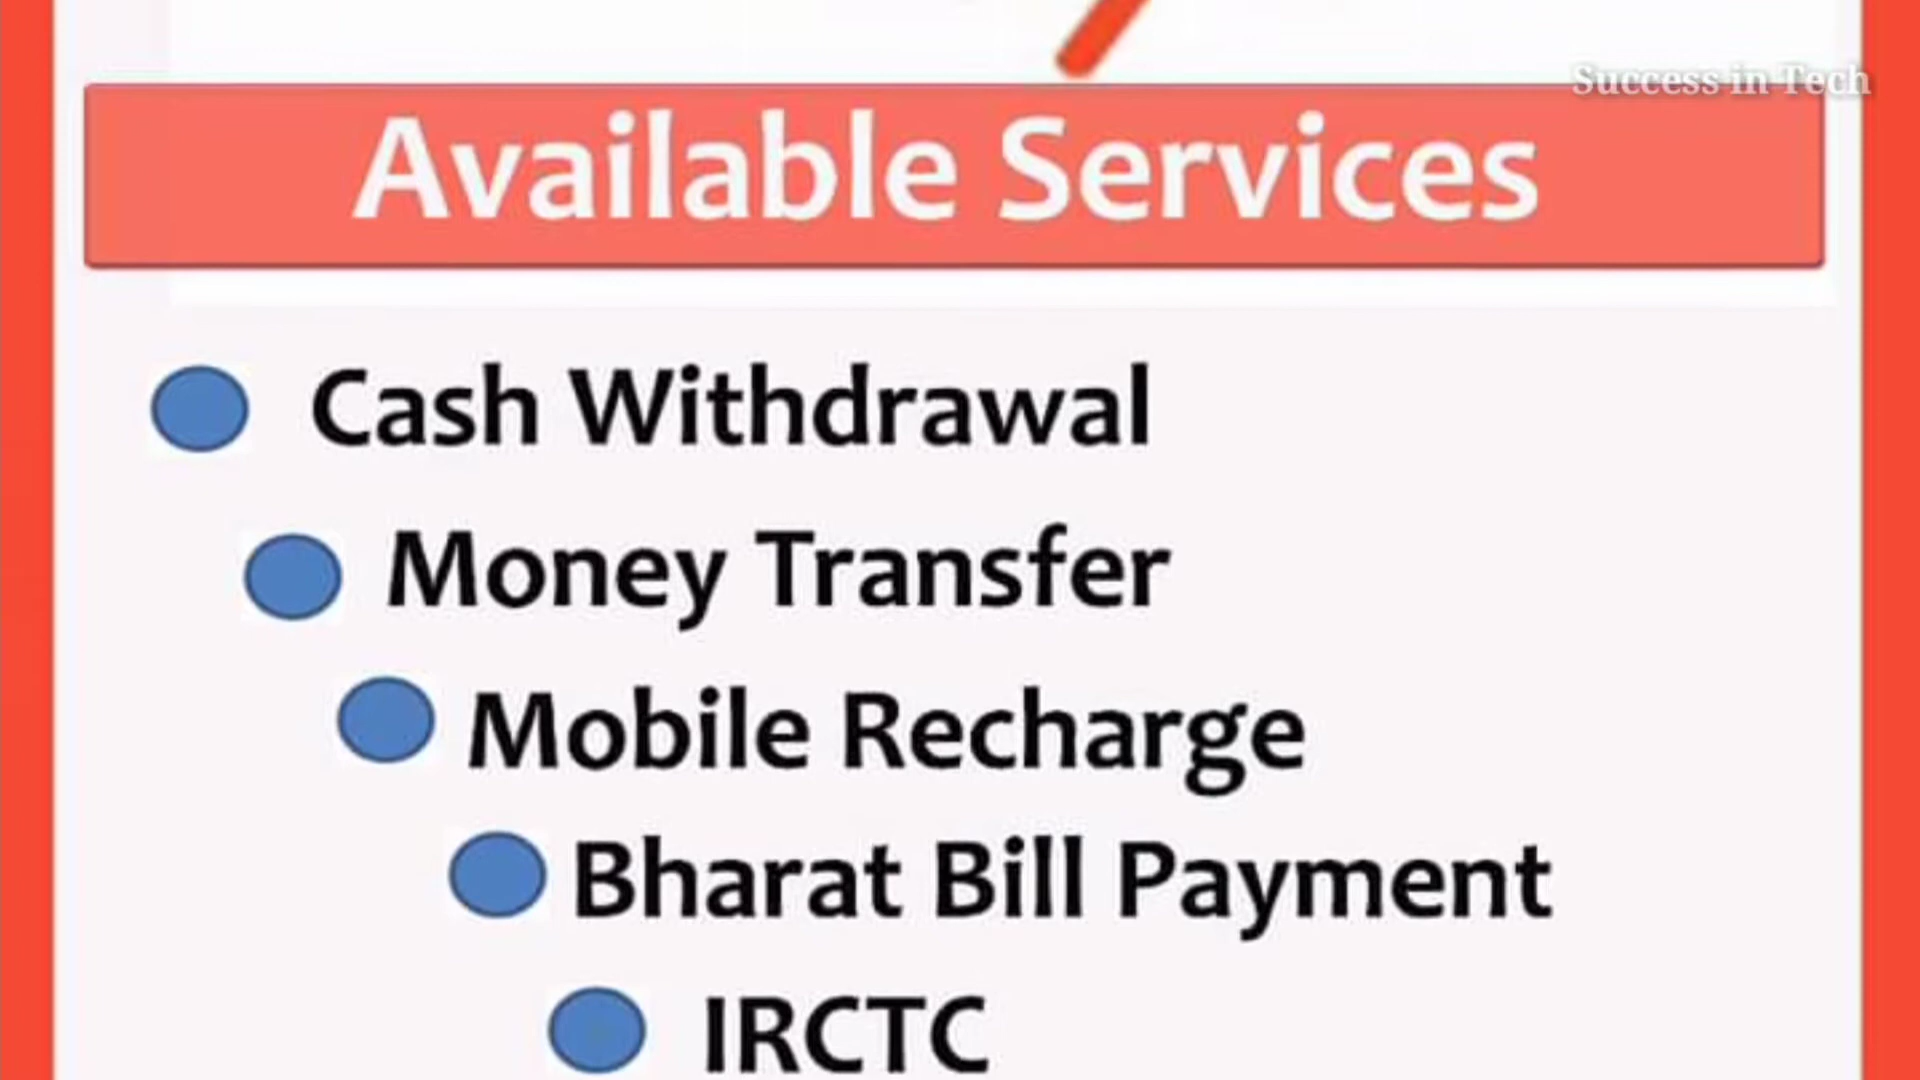 Success in Tech
Available Services
Cash Withdrawal
Money Transfer
Mobile Recharge
Bharat Bill Payment
IRCTC